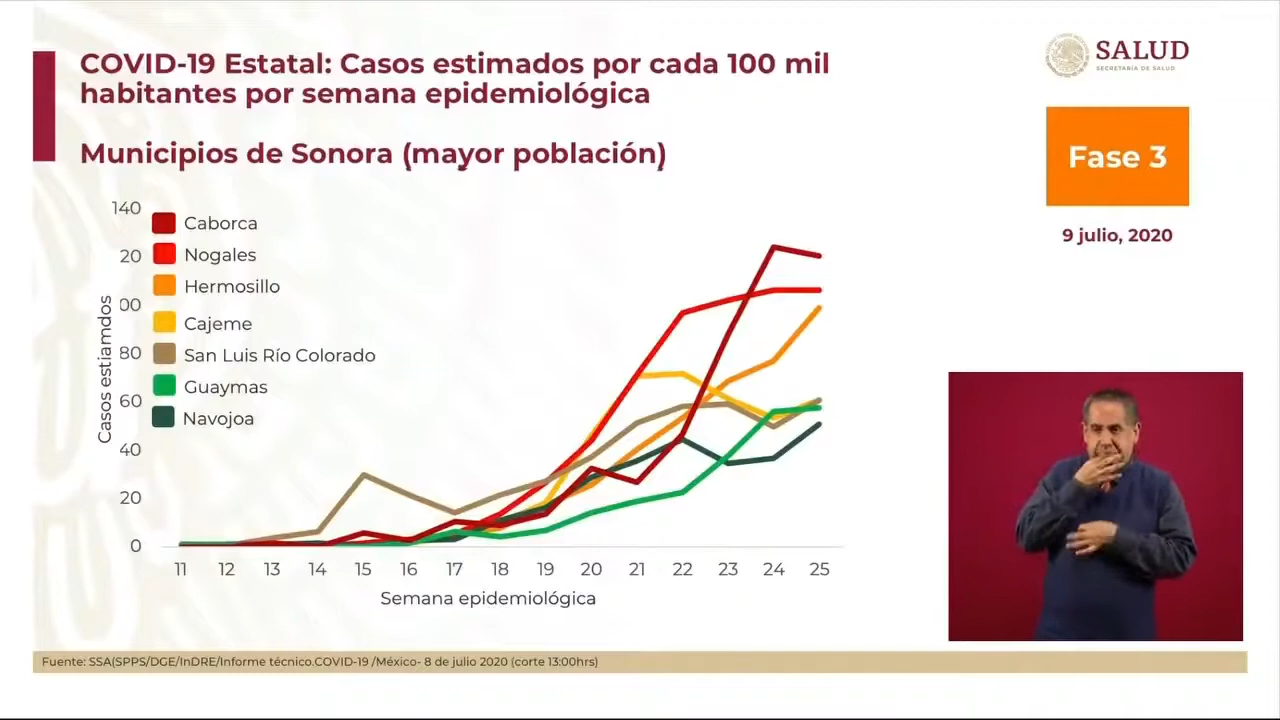 COVID-19 Estatal: Casos estimados por cada 100 mil
habitantes por semana epidemiológica
Municipios de Sonora (mayor población)
SALUD
SECRETARÍA DE SALUD
Fase 3
9 julio, 2020
140
20
00
80
60
40
20
0
Casos estiamdos
Caborca
Nogales
Hermosillo
Cajeme
San Luis Río Colorado
Guaymas
Navojoa
11 12 13 14 15 16 17 18 19 20 21 22 23 24 25
Semana epidemiológica
Fuente: SSA(SPPS/DGE/InDRE/Informe técnico.COVID-19 /México- 8 de julio 2020 (corte 13:00hrs)